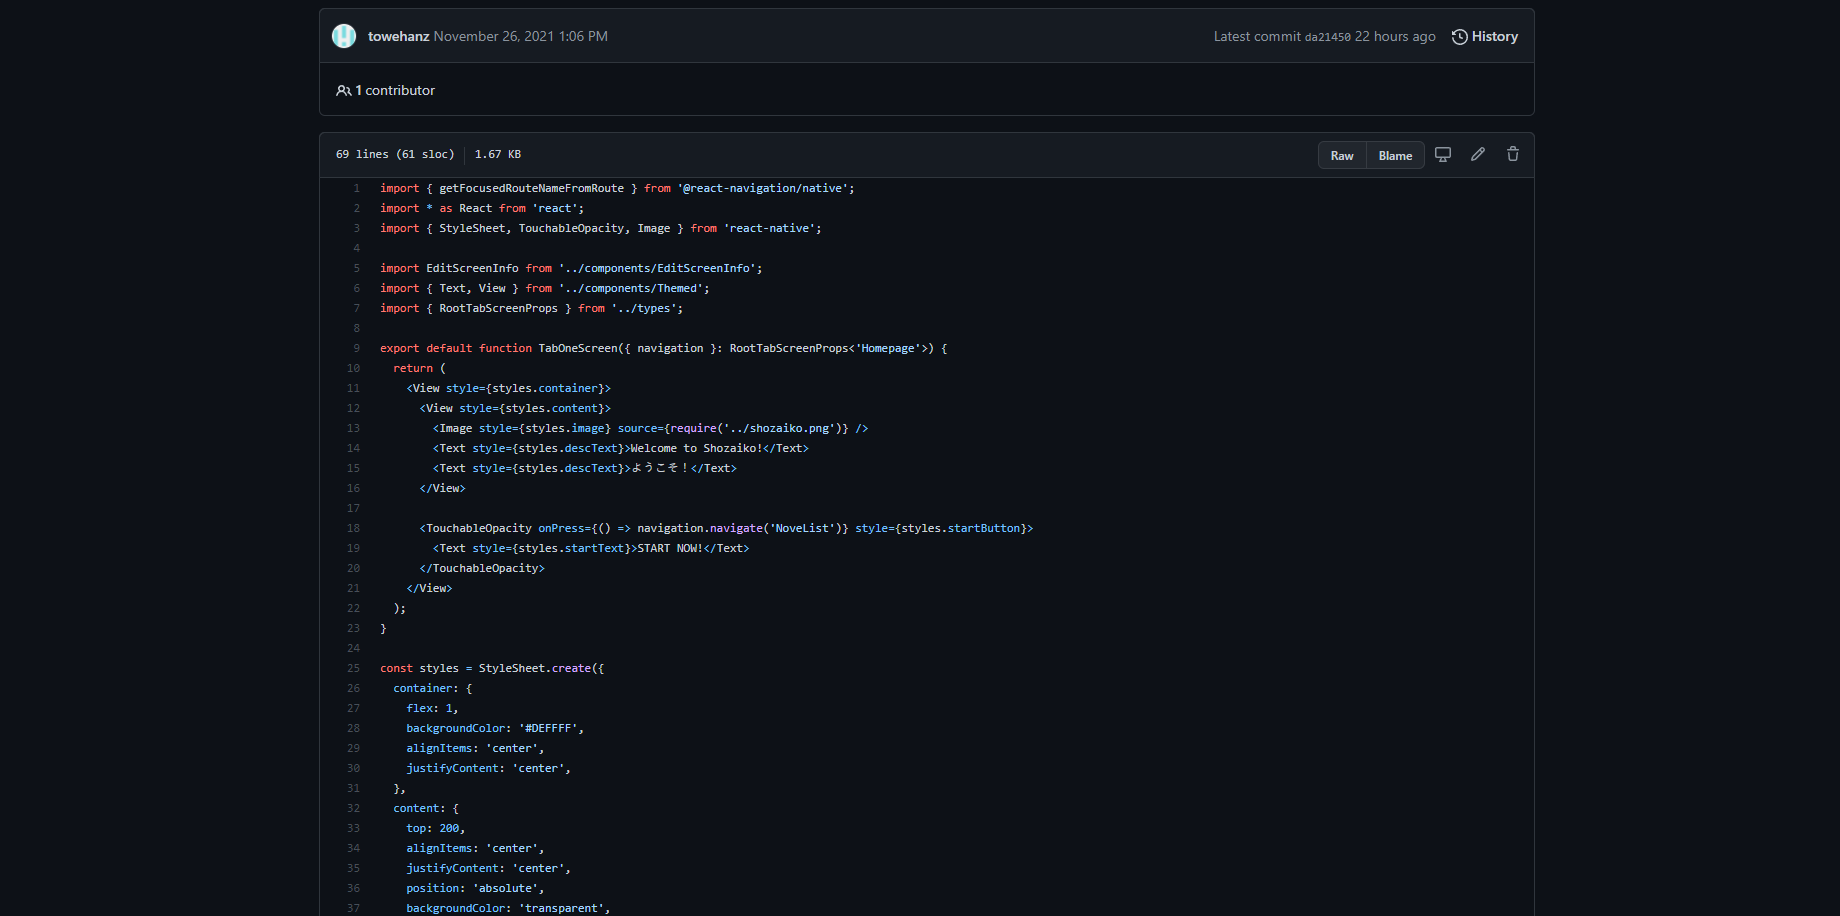 towehanz November 26, 2021 1:06 PM
Latest commit da21450 22 hours ago History
1 contributor
69 lines (61 sloc) 1.67 KB
Raw Blame
1 import { getFocusedRouteNameFromRoute } from '@react-navigation/native';
2 import * as React from 'react';
3 import { StyleSheet, TouchableOpacity, Image } from 'react-native';
4
5 import EditScreenInfo from '../components/EditScreenInfo';
6 import { Text, View } from '../components/Themed';
7 import { RootTabScreenProps } from '../types';
8
9 export default function TabOneScreen({ navigation }: RootTabScreenProps<'Homepage'>) {
10 return (
11 <View style={styles.container}>
12 <View style={styles.content}>
13 <Image style={styles.image} source={require('../shozaiko.png')} />
14 <Text style={styles.descText}>Welcome to Shozaiko!</Text>
15 <Text style={styles.descText}>ようこそ！</Text>
16 </View>
17
18 <TouchableOpacity onPress={() => navigation.navigate('NoveList')} style={styles.startButton}>
19 <Text style={styles.startText}>START NOW!</Text>
20 </TouchableOpacity>
21 </View>
22 );
23 }
24
25 const styles = StyleSheet.create({
26 container: {
27 flex: 1,
28 backgroundColor: '#DEFFFF',
29 alignItems: 'center',
30 justifyContent: 'center',
31 },
32 content: {
33 top: 200,
34 alignItems: 'center',
35 justifyContent: 'center',
36 position: 'absolute',
37 backgroundColor: 'transparent',